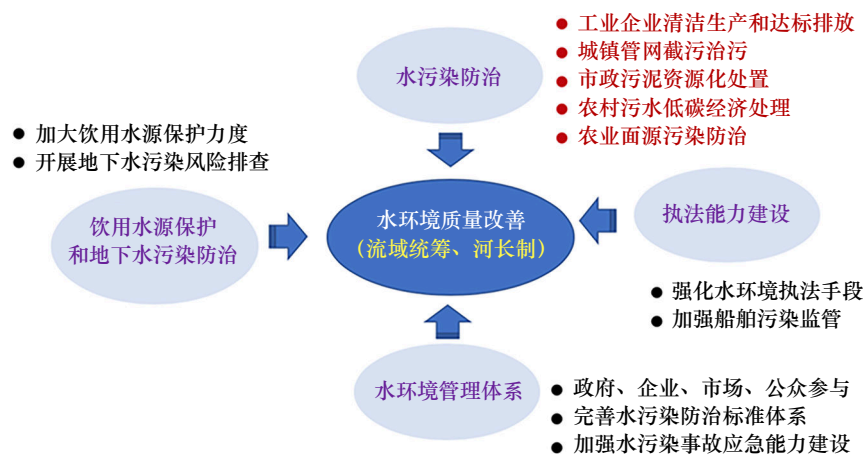 水污染防治
● 工业企业清洁生产和达标排放
● 城镇管网截污治污
● 市政污泥资源化处置
● 农村污水低碳经济处理
● 农业面源污染防治
● 加大饮用水源保护力度
● 开展地下水污染风险排查
饮用水源保护
和地下水污染防治
水环境质量改善
（流域统筹、河长制）
执法能力建设
● 强化水环境执法手段
● 加强船舶污染监管
水环境管理体系
● 政府、企业、市场、公众参与
● 完善水污染防治标准体系
● 加强水污染事故应急能力建设